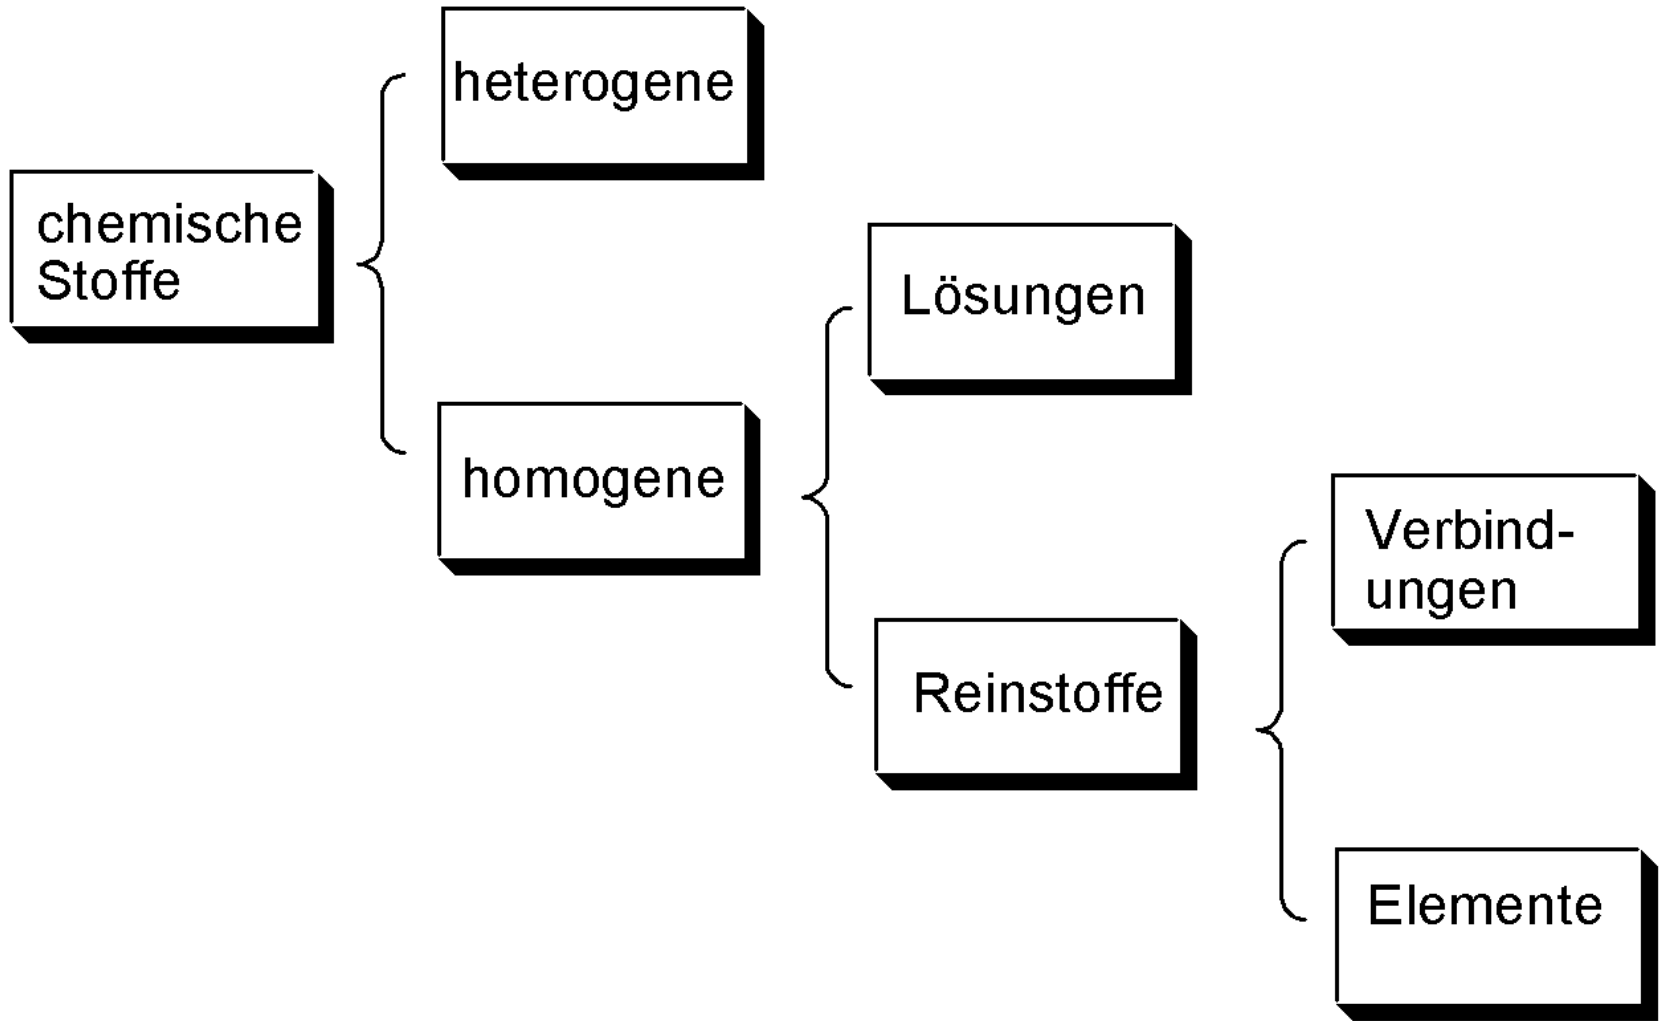 heterogene
chemische
Stoffe
Lösungen
homogene
Verbind-
ungen
Reinstoffe
Elemente